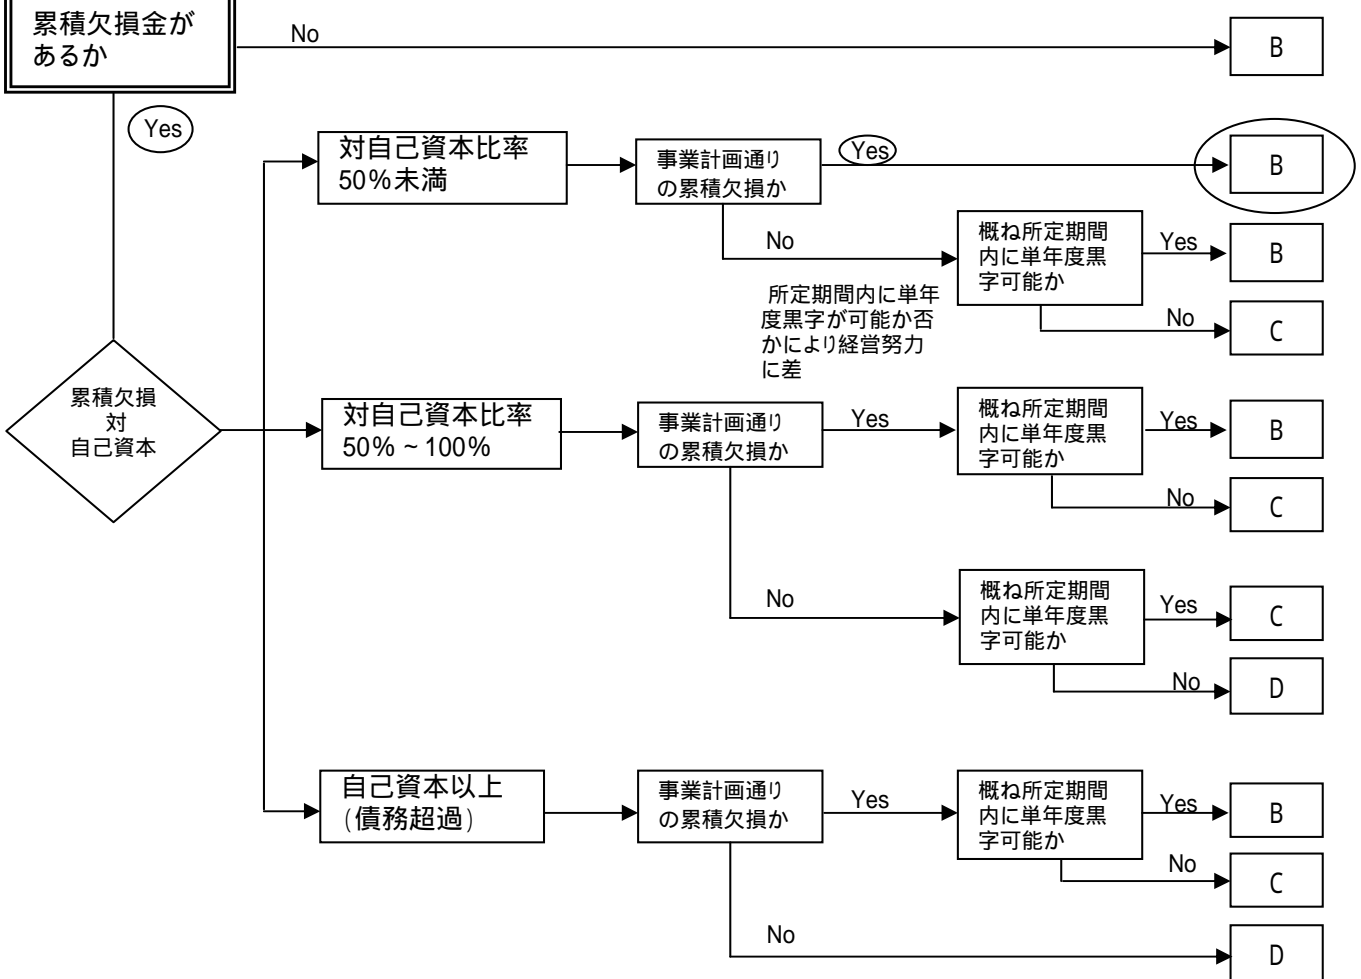 累積欠損金が
あるか
No
B
Yes
対自己資本比率
50%未満
事業計画通り
の累積欠損か
Yes
B
No
概ね所定期間
内に単年度黒
字可能か
Yes
B
No
C
所定期間内に単年
度黒字が可能か否
かにより経営努力
に差
累積欠損
対
自己資本
対自己資本比率
50%~100%
事業計画通り
の累積欠損か
Yes
概ね所定期間
内に単年度黒
字可能か
Yes
B
No
C
No
概ね所定期間
内に単年度黒
字可能か
Yes
C
No
D
自己資本以上
(債務超過)
事業計画通り
の累積欠損か
Yes
概ね所定期間
内に単年度黒
字可能か
Yes
B
No
C
No
D